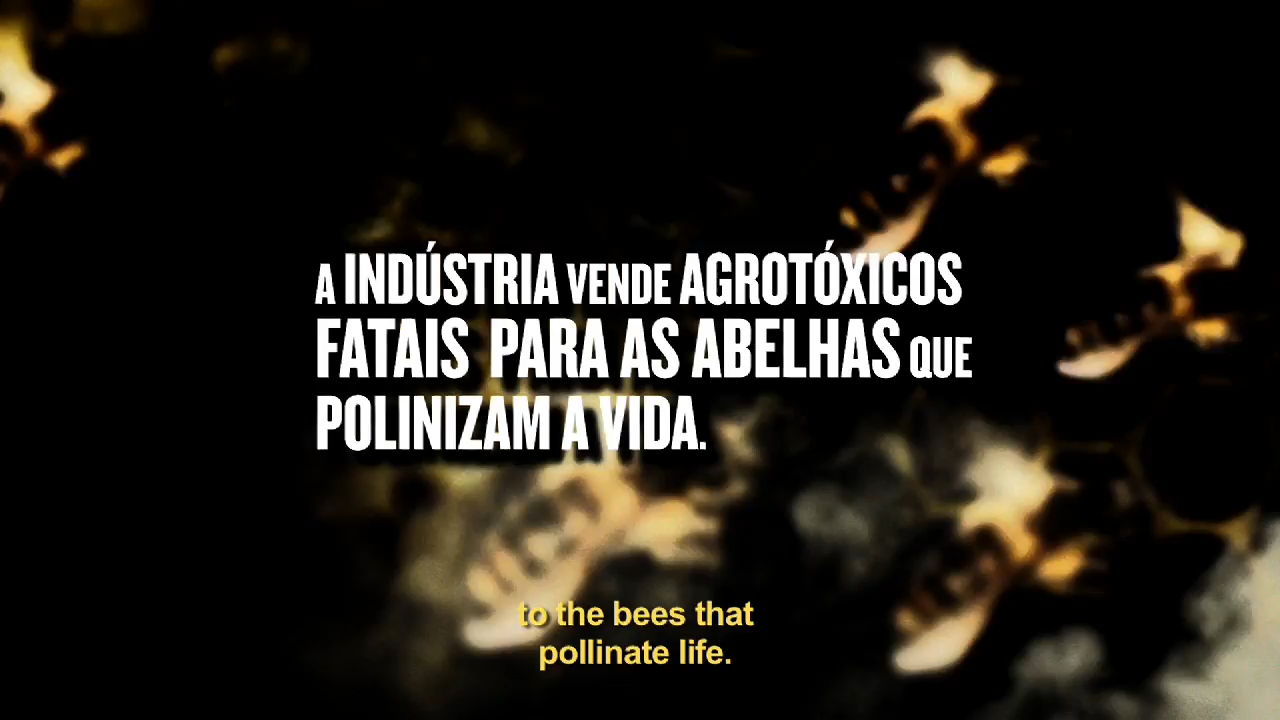 A INDÚSTRIA VENDE AGROTÓXICOS
FATAIS PARA AS ABELHAS QUE
POLINIZAM A VIDA.
to the bees that
pollinate life.